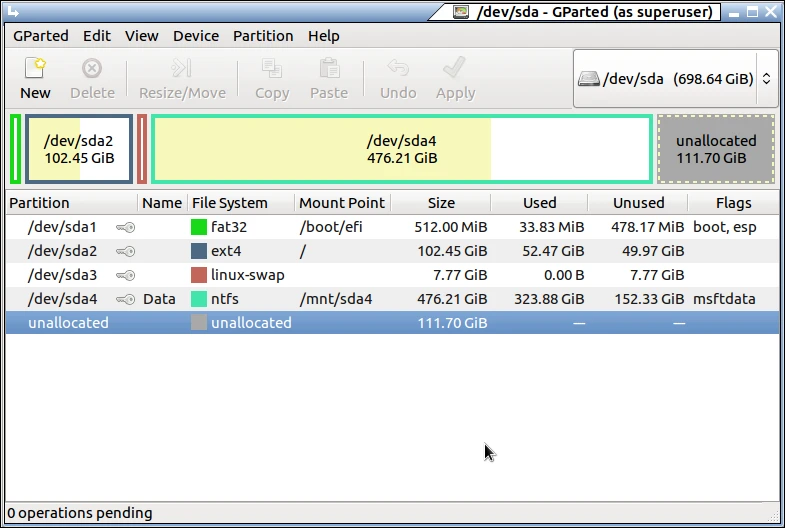 /dev/sda - GParted (as superuser)
GParted Edit View Device Partition Help
New Delete Resize/Move Copy Paste Undo Apply
/dev/sda (698.64 GiB)
/dev/sda2
102.45 GiB
/dev/sda4
476.21 GiB
unallocated
111.70 GiB
Partition Name File System Mount Point Size Used Unused Flags
/dev/sda1 fat32 /boot/efi 512.00 MiB 33.83 MiB 478.17 MiB boot, esp
/dev/sda2 ext4 / 102.45 GiB 52.47 GiB 49.97 GiB
/dev/sda3 linux-swap 7.77 GiB 0.00 B 7.77 GiB
/dev/sda4 Data ntfs /mnt/sda4 476.21 GiB 323.88 GiB 152.33 GiB msftdata
unallocated unallocated 111.70 GiB — —
0 operations pending